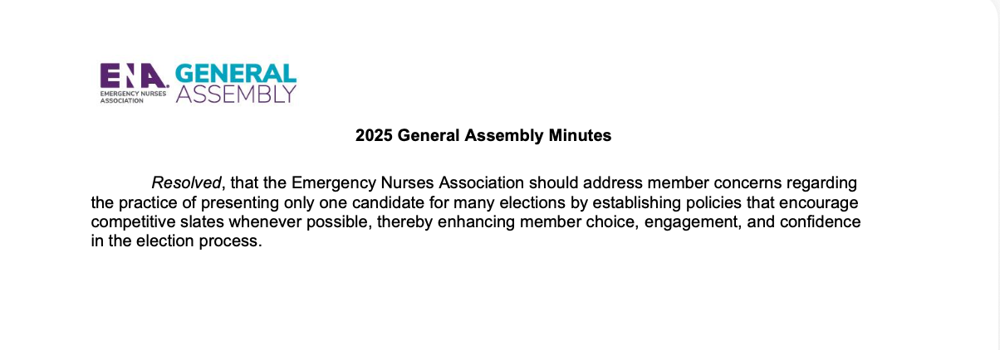 ENA. GENERAL
EMERGENCY NURSES
ASSOCIATION
ASSEMBLY
2025 General Assembly Minutes
Resolved, that the Emergency Nurses Association should address member concerns regarding
the practice of presenting only one candidate for many elections by establishing policies that encourage
competitive slates whenever possible, thereby enhancing member choice, engagement, and confidence
in the election process.